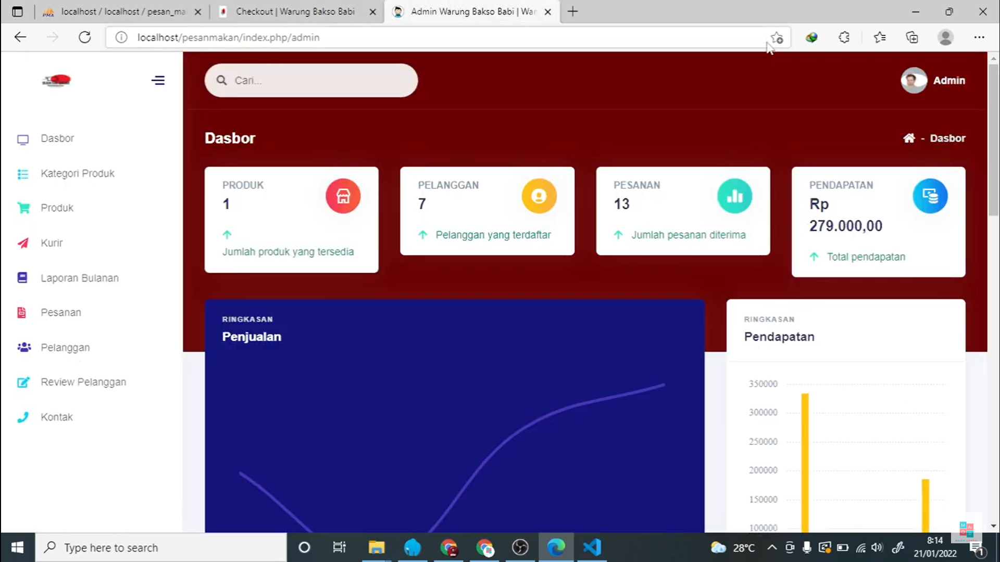 localhost / localhost / pesan_ma
Checkout | Warung Bakso Babi
Admin Warung Bakso Babi | War
localhost/pesanmakan/index.php/admin
Cari...
Admin
Dasbor
- Dasbor
Dasbor
Kategori Produk
Produk
Kurir
Laporan Bulanan
Pesanan
Pelanggan
Review Pelanggan
Kontak
PRODUK
1
Jumlah produk yang tersedia
PELANGGAN
7
Pelanggan yang terdaftar
PESANAN
13
Jumlah pesanan diterima
PENDAPATAN
Rp
279.000,00
Total pendapatan
RINGKASAN
Penjualan
RINGKASAN
Pendapatan
350000
300000
250000
200000
150000
100000
Type here to search
28°C
8:14
21/01/2022
1